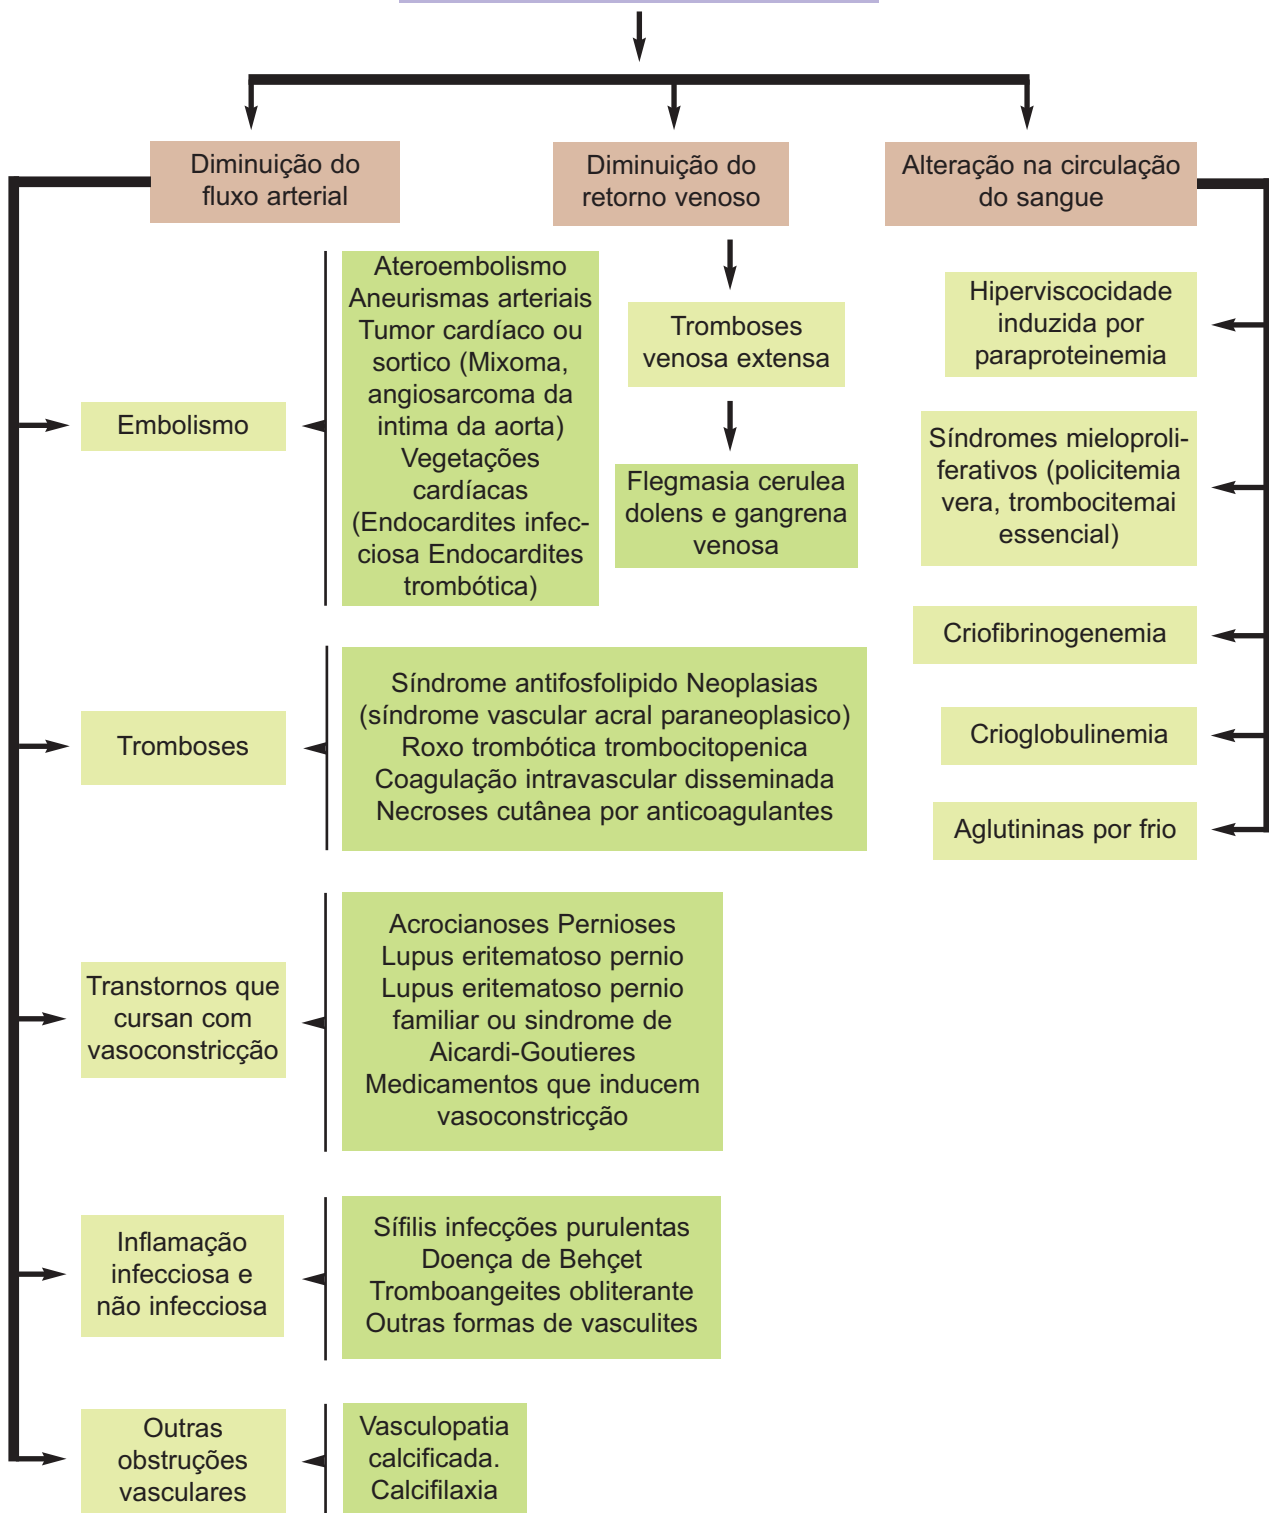 Diminuição do
fluxo arterial
Diminuição do
retorno venoso
Alteração na circulação
do sangue
Embolismo
Ateroembolismo
Aneurismas arteriais
Tumor cardíaco ou
sortico (Mixoma,
angiosarcoma da
intima da aorta)
Vegetações
cardíacas
(Endocardites infec-
ciosa Endocardites
trombótica)
Tromboses
venosa extensa
Flegmasia cerulea
dolens e gangrena
venosa
Hiperviscocidade
induzida por
paraproteinemia
Síndromes mieloproli-
ferativos (policitemia
vera, trombocitemai
essencial)
Criofibrinogenemia
Crioglobulinemia
Aglutininas por frio
Tromboses
Síndrome antifosfolipido Neoplasias
(síndrome vascular acral paraneoplasico)
Roxo trombótica trombocitopenica
Coagulação intravascular disseminada
Necroses cutânea por anticoagulantes
Transtornos que
cursan com
vasoconstricção
Acrocianoses Pernioses
Lupus eritematoso pernio
Lupus eritematoso pernio
familiar ou sindrome de
Aicardi-Goutieres
Medicamentos que inducem
vasoconstricção
Inflamação
infecciosa e
não infecciosa
Sífilis infecções purulentas
Doença de Behçet
Tromboangeites obliterante
Outras formas de vasculites
Outras
obstruções
vasculares
Vasculopatia
calcificada.
Calcifilaxia